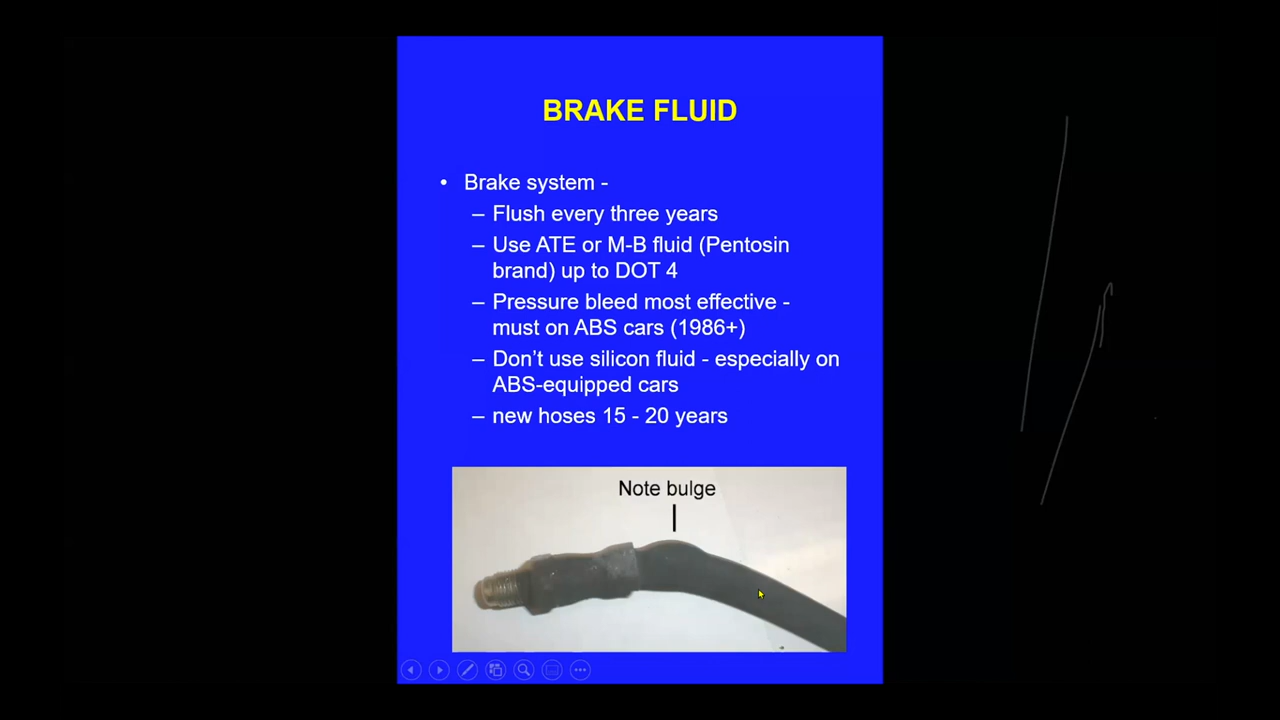 BRAKE FLUID
• Brake system -
– Flush every three years
– Use ATE or M-B fluid (Pentosin
brand) up to DOT 4
– Pressure bleed most effective -
must on ABS cars (1986+)
– Don’t use silicon fluid - especially on
ABS-equipped cars
– new hoses 15 - 20 years
Note bulge